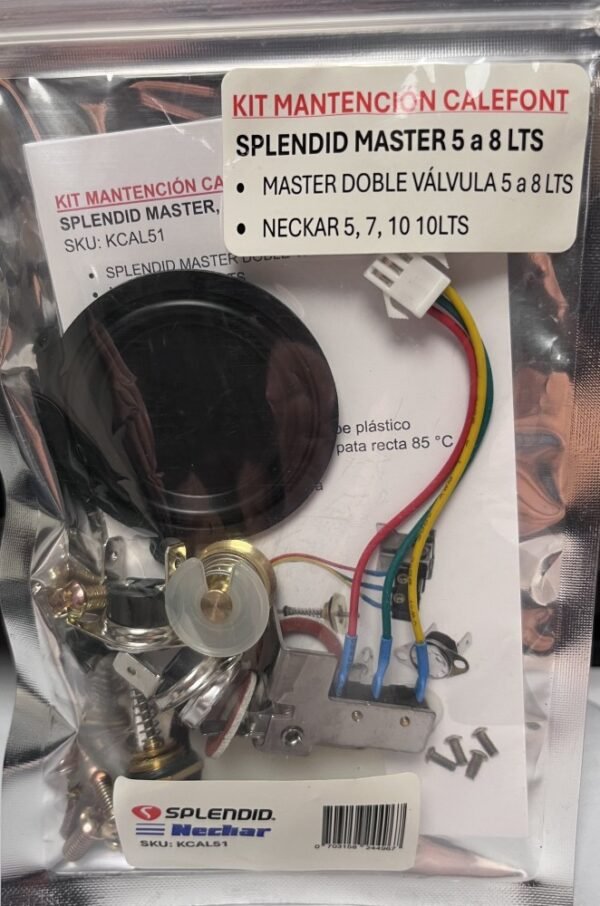 KIT MANTENCIÓN CALEFONT
SPLENDID MASTER 5 a 8 LTS
• MASTER DOBLE VÁLVULA 5 a 8 LTS
• NECKAR 5, 7, 10 10LTS
KIT MANTENCIÓN CA
SPLENDID MASTER,
SKU: KCAL51
• SPLENDID MASTER DOBLE
pe plástico
pata recta 85 °C
SPLENDID.
Neckar
SKU: KCAL51